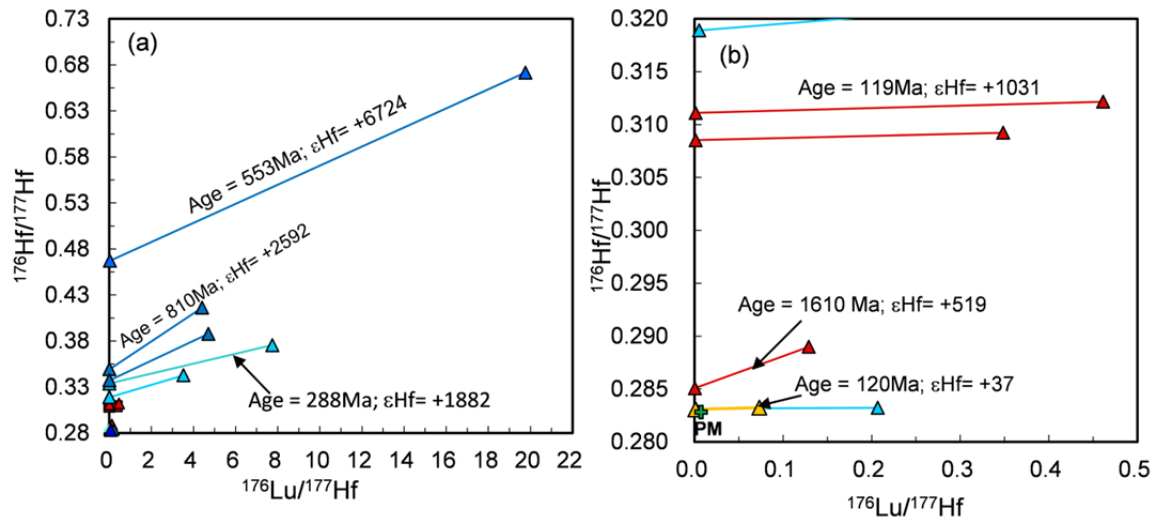 (a)
0.73
0.68
0.63
0.58
0.53
0.48
0.43
0.38
0.33
0.28
¹⁷⁶Hf/¹⁷⁷Hf
Age = 553Ma; εHf= +6724
Age = 810Ma; εHf= +2592
Age = 288Ma; εHf= +1882
0 2 4 6 8 10 12 14 16 18 20 22
¹⁷⁶Lu/¹⁷⁷Hf
(b)
0.320
0.315
0.310
0.305
0.300
0.295
0.290
0.285
0.280
¹⁷⁶Hf/¹⁷⁷Hf
Age = 119Ma; εHf= +1031
Age = 1610 Ma; εHf= +519
Age = 120Ma; εHf= +37
PM
0.0 0.1 0.2 0.3 0.4 0.5
¹⁷⁶Lu/¹⁷⁷Hf